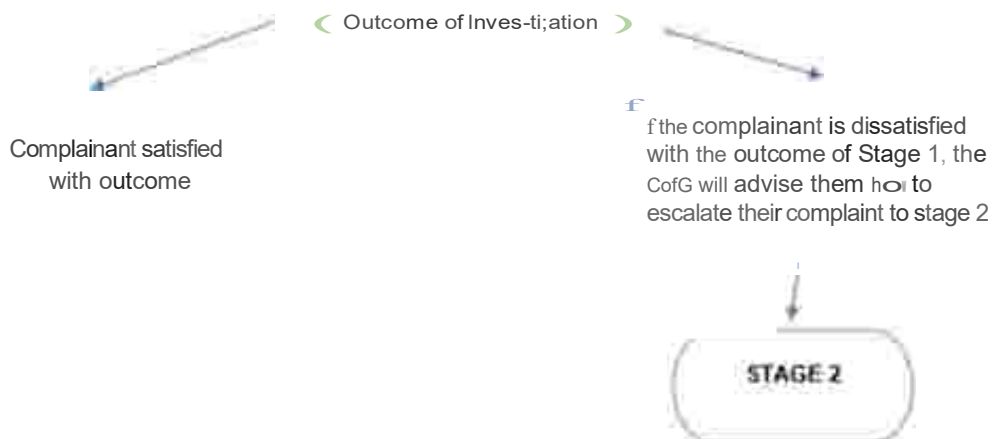 Outcome of Inves-ti;ation
Complainant satisfied
with outcome
f
f the complainant is dissatisfied
with the outcome of Stage 1, the
CofG will advise them to
escalate their complaint to stage 2
STAGE 2